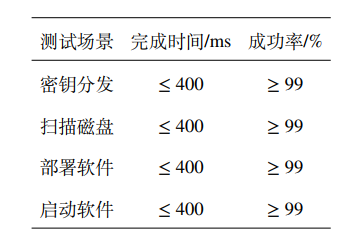 测试场景 完成时间/ms 成功率/%
密钥分发 ≤ 400 ≥ 99
扫描磁盘 ≤ 400 ≥ 99
部署软件 ≤ 400 ≥ 99
启动软件 ≤ 400 ≥ 99